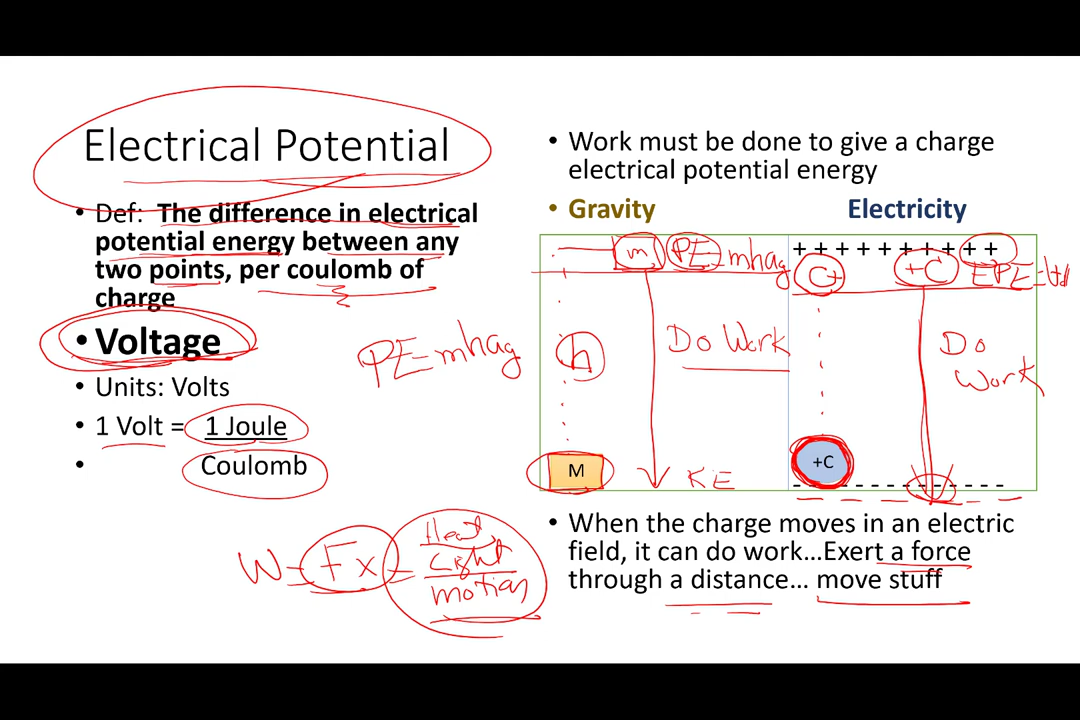 Electrical Potential
• Def: The difference in electrical
potential energy between any
two points, per coulomb of
charge
• Voltage
• Units: Volts
• 1 Volt = 1 Joule
• Coulomb
PE=mhag
W=Fx=
Heat
Light
motion
• Work must be done to give a charge
electrical potential energy
• Gravity
Electricity
m PE=mhag
h
Do Work
M
KE
+ + + + + + + + + +
C+
+C
EPE=
Do
Work
+C
- - - - - - - - - - - - - - -
• When the charge moves in an electric
field, it can do work…Exert a force
through a distance… move stuff